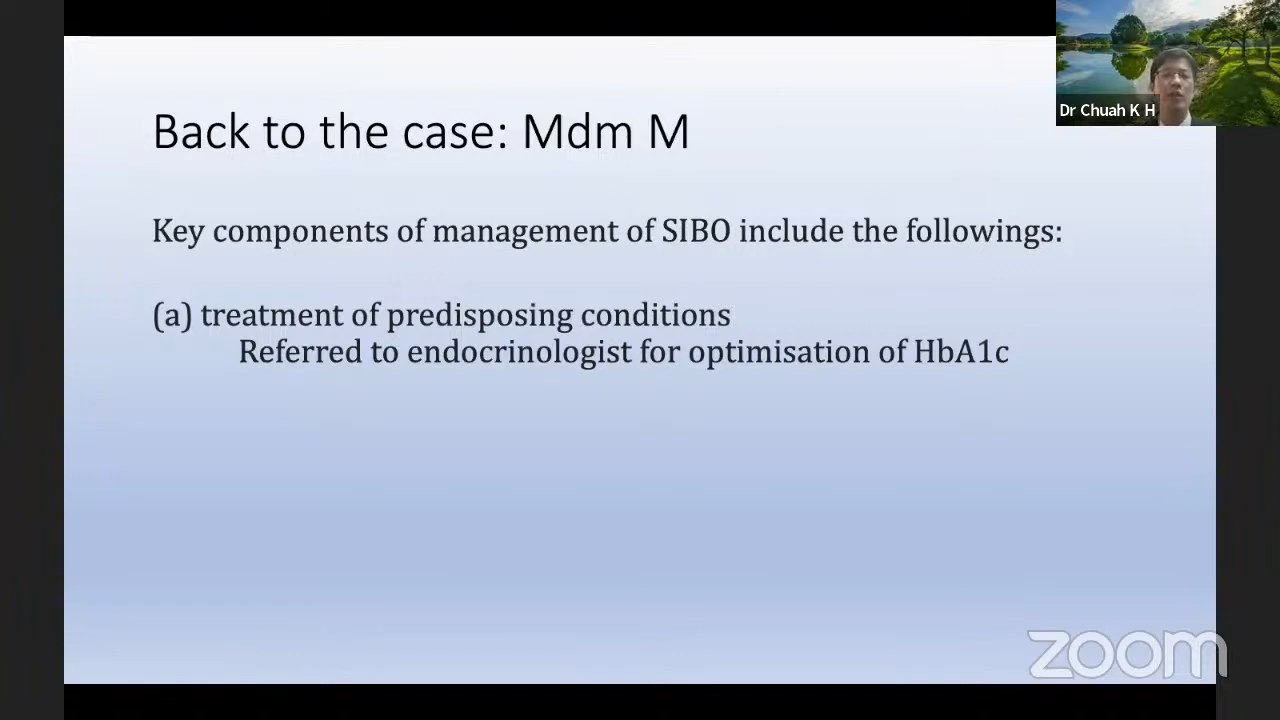 Dr Chuah K H
Back to the case: Mdm M
Key components of management of SIBO include the followings:
(a) treatment of predisposing conditions
Referred to endocrinologist for optimisation of HbA1c
zoom